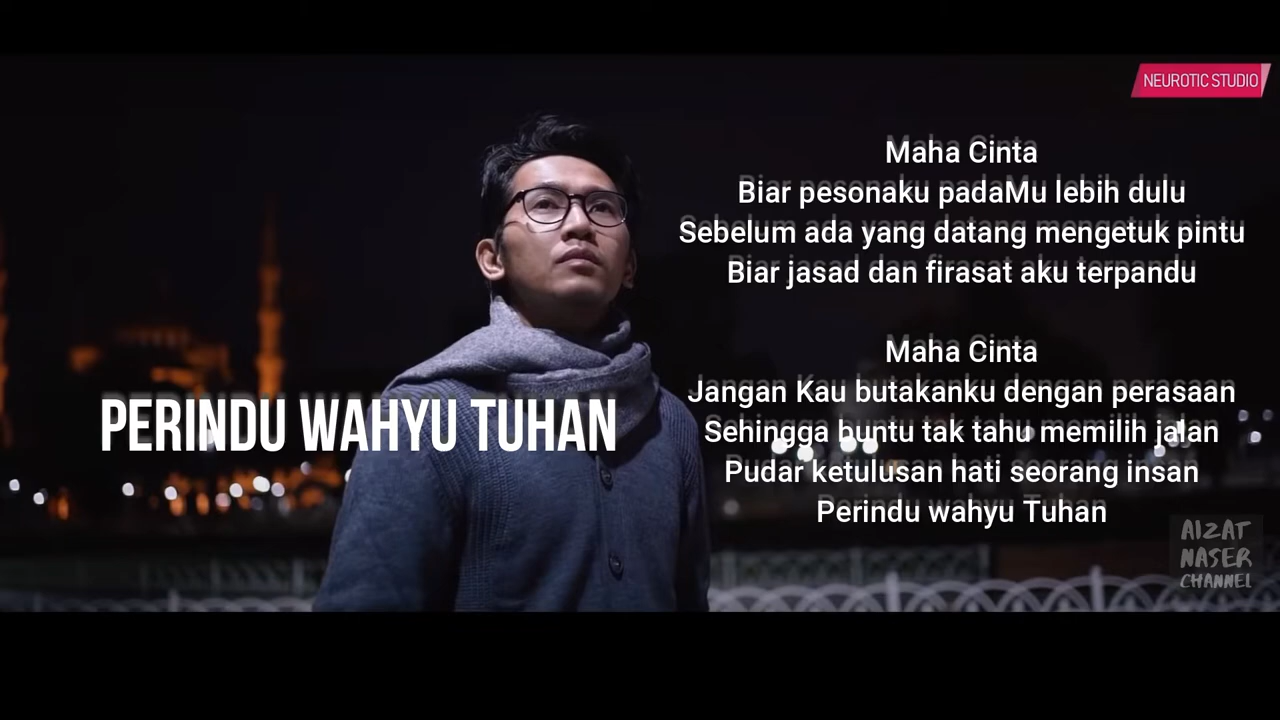 NEUROTIC STUDIO
Maha Cinta
Biar pesonaku padaMu lebih dulu
Sebelum ada yang datang mengetuk pintu
Biar jasad dan firasat aku terpandu
Maha Cinta
Jangan Kau butakanku dengan perasaan
Sehingga buntu tak tahu memilih jalan
Pudar ketulusan hati seorang insan
Perindu wahyu Tuhan
PERINDU WAHYU TUHAN
AIZAT
NASER
CHANNEL